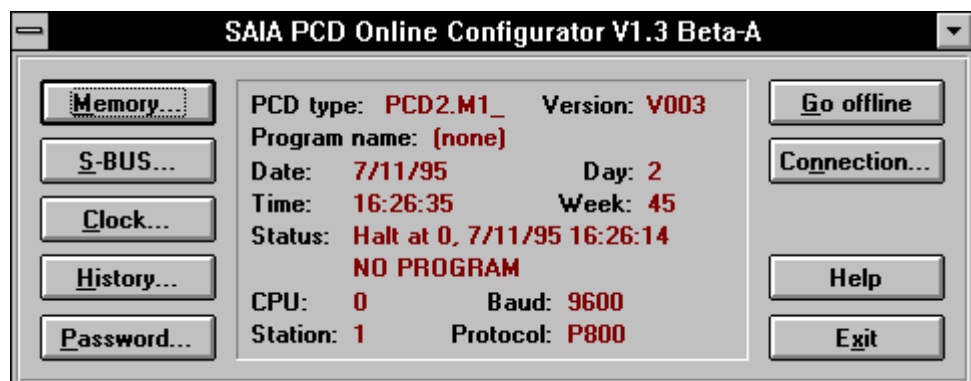 SAIA PCD Online Configurator V1.3 Beta-A
Memory...
S-BUS...
Clock...
History...
Password...
PCD type: PCD2.M1_ Version: V003
Program name: (none)
Date: 7/11/95 Day: 2
Time: 16:26:35 Week: 45
Status: Halt at 0, 7/11/95 16:26:14
NO PROGRAM
CPU: 0 Baud: 9600
Station: 1 Protocol: P800
Go offline
Connection...
Help
Exit